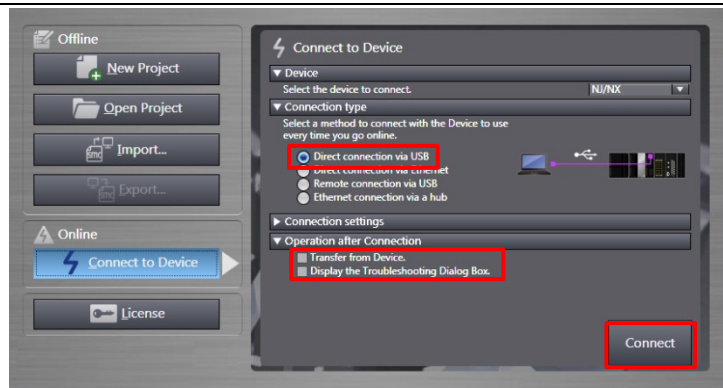 Offline
New Project
Open Project
Import...
Export...
Online
Connect to Device
License
Connect to Device
Device
Select the device to connect.
NJ/NX
Connection type
Select a method to connect with the Device to use
every time you go online.
Direct connection via USB
Direct connection via Ethernet
Remote connection via USB
Ethernet connection via a hub
Connection settings
Operation after Connection
Transfer from Device.
Display the Troubleshooting Dialog Box.
Connect